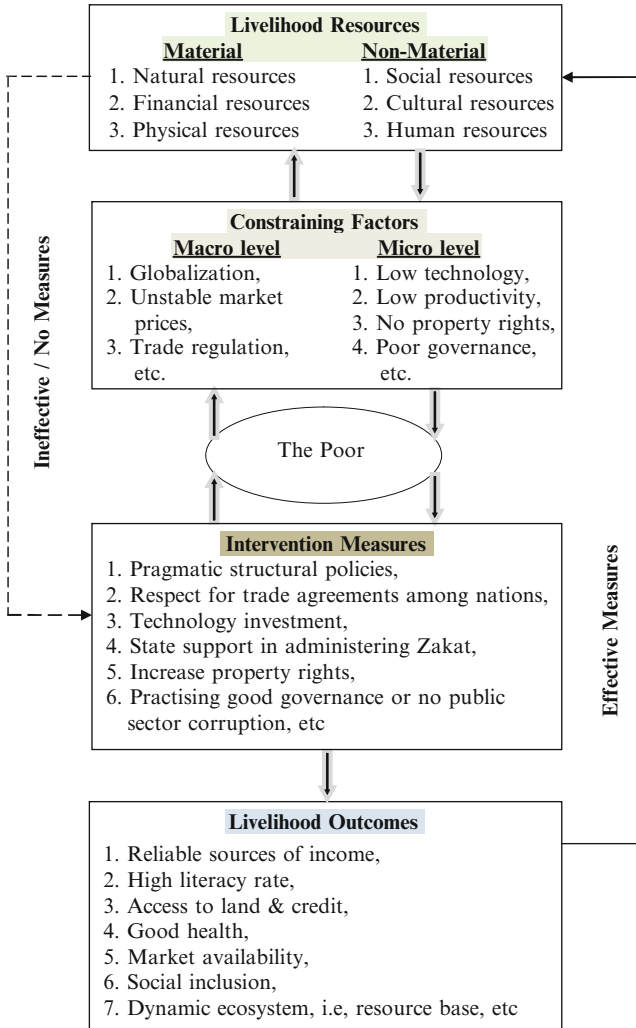 Livelihood Resources
Material Non-Material
1. Natural resources
2. Financial resources
3. Physical resources
1. Social resources
2. Cultural resources
3. Human resources
Constraining Factors
Macro level Micro level
1. Globalization,
2. Unstable market
prices,
3. Trade regulation,
etc.
1. Low technology,
2. Low productivity,
3. No property rights,
4. Poor governance,
etc.
Ineffective / No Measures
The Poor
Intervention Measures
1. Pragmatic structural policies,
2. Respect for trade agreements among nations,
3. Technology investment,
4. State support in administering Zakat,
5. Increase property rights,
6. Practising good governance or no public
sector corruption, etc
Effective Measures
Livelihood Outcomes
1. Reliable sources of income,
2. High literacy rate,
3. Access to land & credit,
4. Good health,
5. Market availability,
6. Social inclusion,
7. Dynamic ecosystem, i.e, resource base, etc